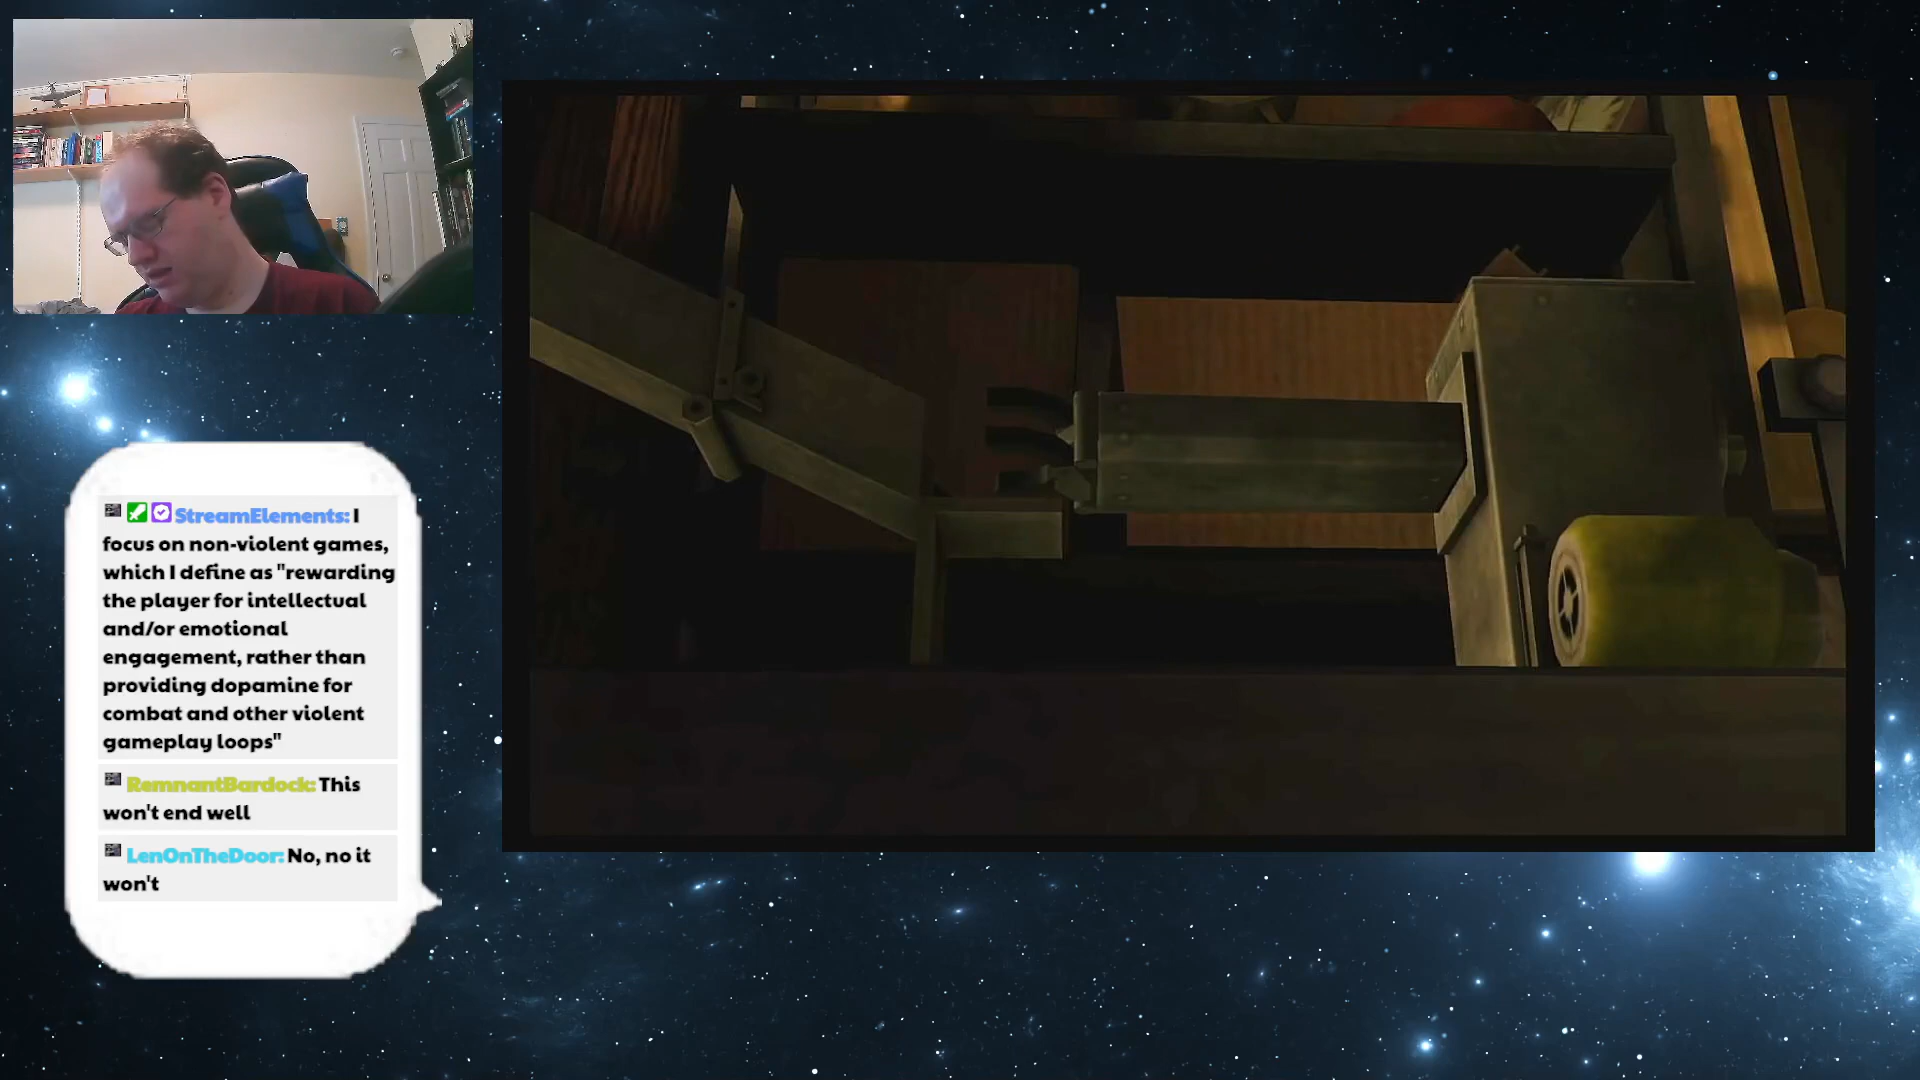 StreamElements: I
focus on non-violent games,
which I define as "rewarding
the player for intellectual
and/or emotional
engagement, rather than
providing dopamine for
combat and other violent
gameplay loops"
RemnantBardock: This
won't end well
LenOnTheDoor: No, no it
won't